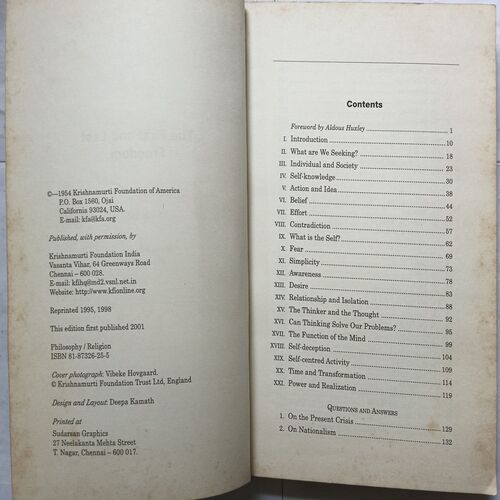 ©—1954 Krishnamurti Foundation of America
P.O. Box 1560, Ojai
California 93024, USA.
E-mail: kfa@kfa.org
Published, with permission, by
Krishnamurti Foundation India
Vasanta Vihar, 64 Greenways Road
Chennai – 600 028.
E-mail: kfihq@md2.vsnl.net.in
Website: http://www.kfionline.org
Reprinted 1995, 1998
This edition first published 2001
Philosophy / Religion
ISBN 81-87326-25-5
Cover photograph: Vibeke Hovgaard.
© Krishnamurti Foundation Trust Ltd, England
Design and Layout: Deepa Kamath
Printed at
Sudarsan Graphics
27 Neelakanta Mehta Street
T. Nagar, Chennai – 600 017.
Contents
Foreword by Aldous Huxley 1
I. Introduction 10
II. What are We Seeking? 18
III. Individual and Society 23
IV. Self-knowledge 30
V. Action and Idea 38
VI. Belief 44
VII. Effort 52
VIII. Contradiction 57
IX. What is the Self? 62
X. Fear 69
XI. Simplicity 73
XII. Awareness 78
XIII. Desire 83
XIV. Relationship and Isolation 88
XV. The Thinker and the Thought 92
XVI. Can Thinking Solve Our Problems? 95
XVII. The Function of the Mind 99
XVIII. Self-deception 104
XIX. Self-centred Activity 109
XX. Time and Transformation 114
XXI. Power and Realization 119
QUESTIONS AND ANSWERS
1. On the Present Crisis 129
2. On Nationalism 132